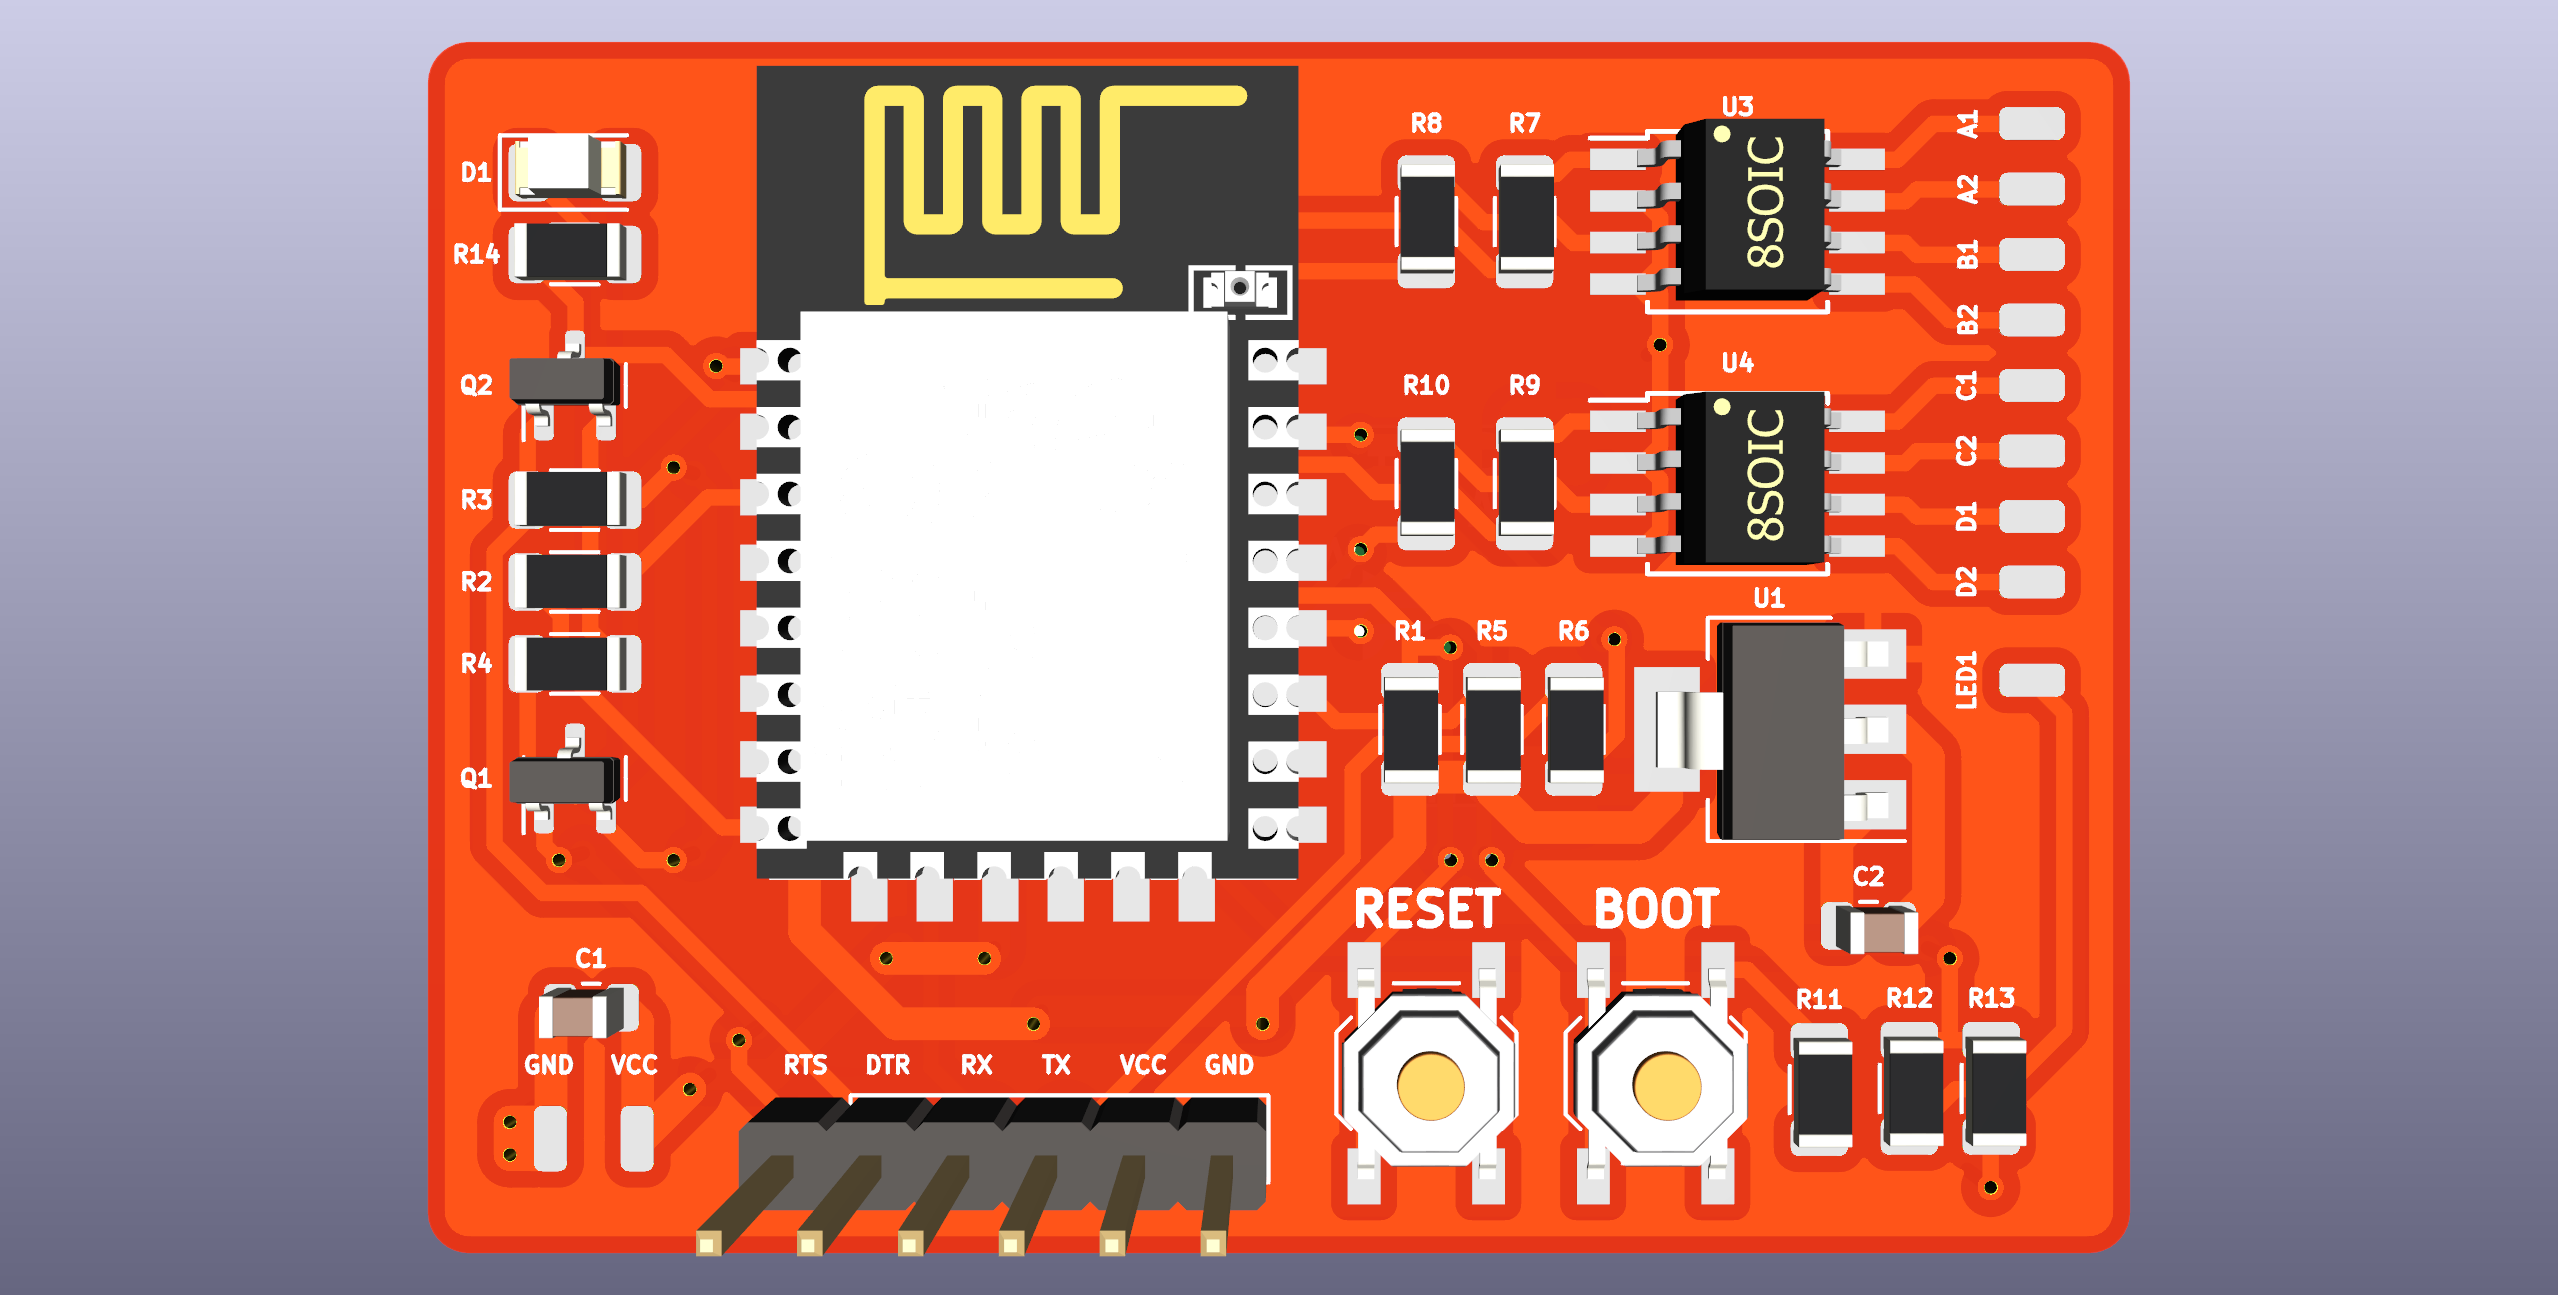 U3
R8
R7
A1
8SOIC
D1
A2
R14
B1
B2
U4
Q2
R10
R9
C1
8SOIC
C2
R3
D1
R2
D2
U1
R1
R5
R6
R4
LED1
Q1
C2
RESET
BOOT
C1
R11
R12
R13
GND
VCC
RTS
DTR
RX
TX
VCC
GND